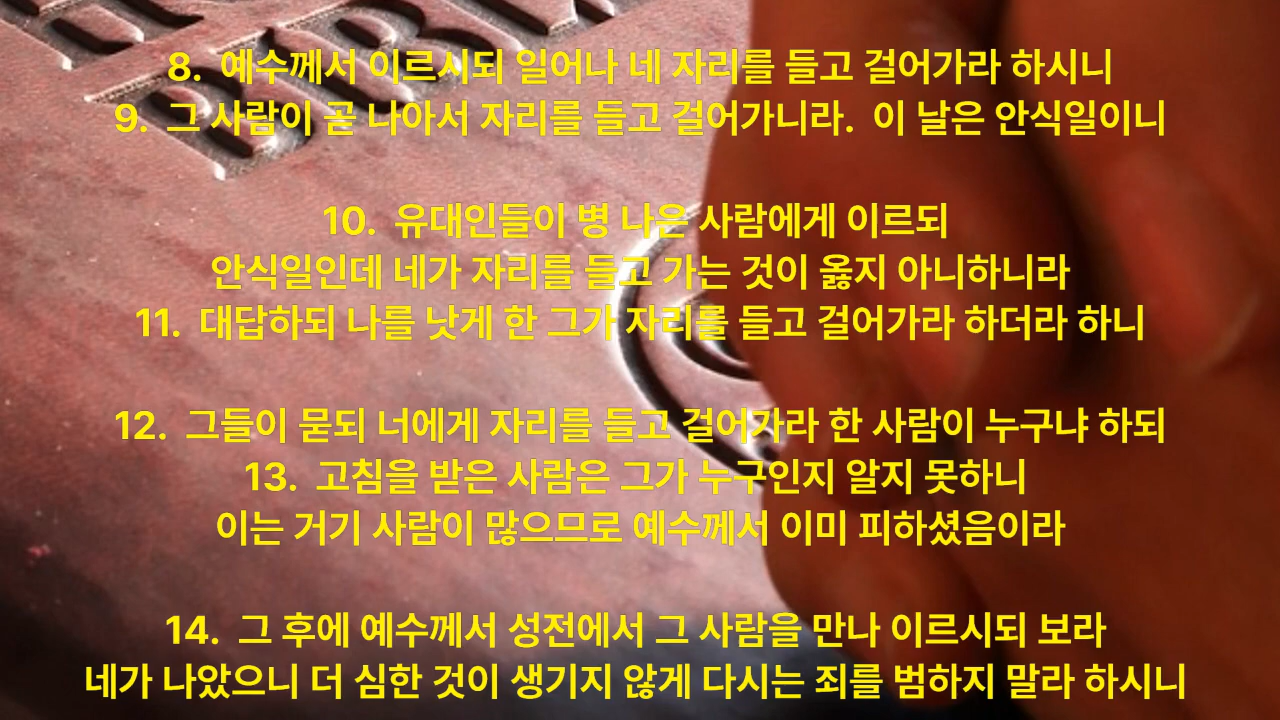 8. 예수께서 이르시되 일어나 네 자리를 들고 걸어가라 하시니
9. 그 사람이 곧 나아서 자리를 들고 걸어가니라. 이 날은 안식일이니
10. 유대인들이 병 나은 사람에게 이르되
안식일인데 네가 자리를 들고 가는 것이 옳지 아니하니라
11. 대답하되 나를 낫게 한 그가 자리를 들고 걸어가라 하더라 하니
12. 그들이 묻되 너에게 자리를 들고 걸어가라 한 사람이 누구냐 하되
13. 고침을 받은 사람은 그가 누구인지 알지 못하니
이는 거기 사람이 많으므로 예수께서 이미 피하셨음이라
14. 그 후에 예수께서 성전에서 그 사람을 만나 이르시되 보라
네가 나았으니 더 심한 것이 생기지 않게 다시는 죄를 범하지 말라 하시니